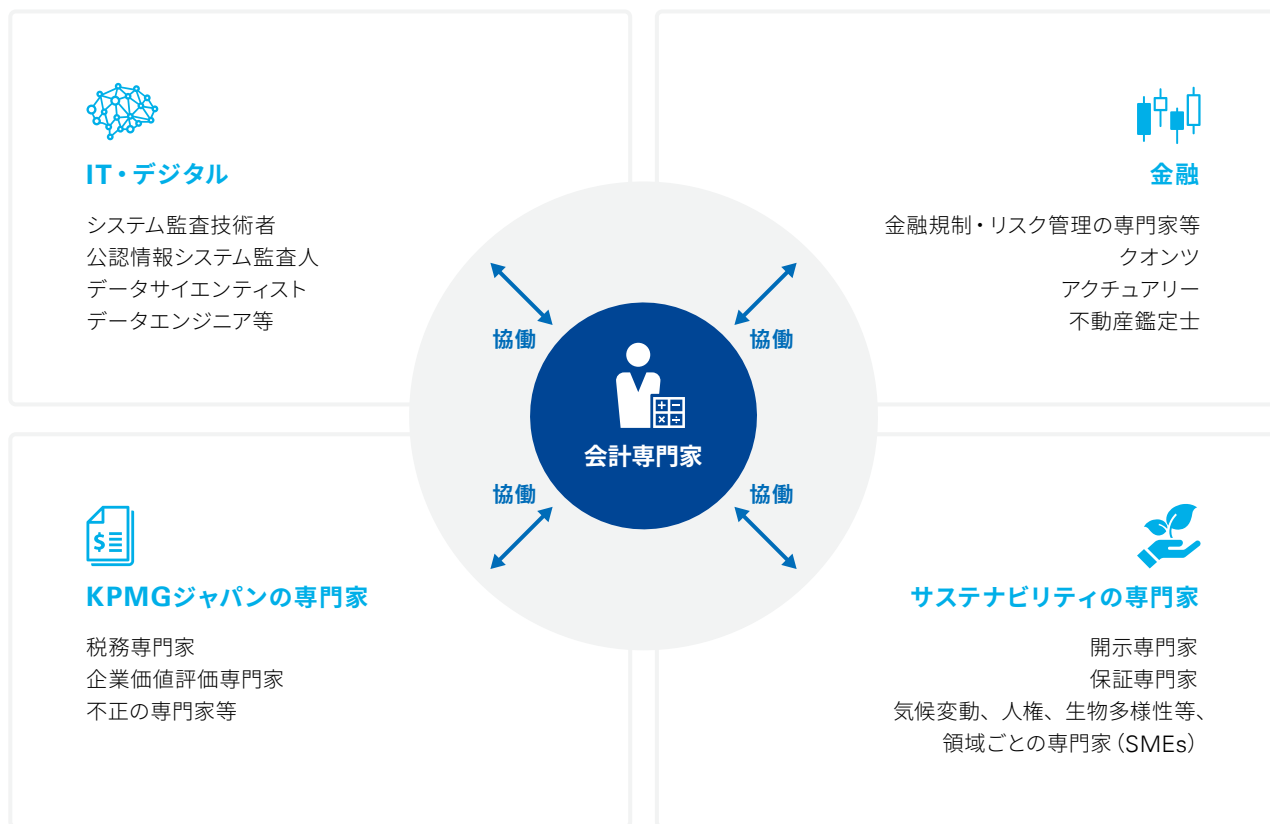 IT・デジタル
システム監査技術者
公認情報システム監査人
データサイエンティスト
データエンジニア等
金融
金融規制・リスク管理の専門家等
クオンツ
アクチュアリー
不動産鑑定士
協働
協働
会計専門家
協働
協働
KPMGジャパンの専門家
税務専門家
企業価値評価専門家
不正の専門家等
サステナビリティの専門家
開示専門家
保証専門家
気候変動、人権、生物多様性等、
領域ごとの専門家（SMEs）